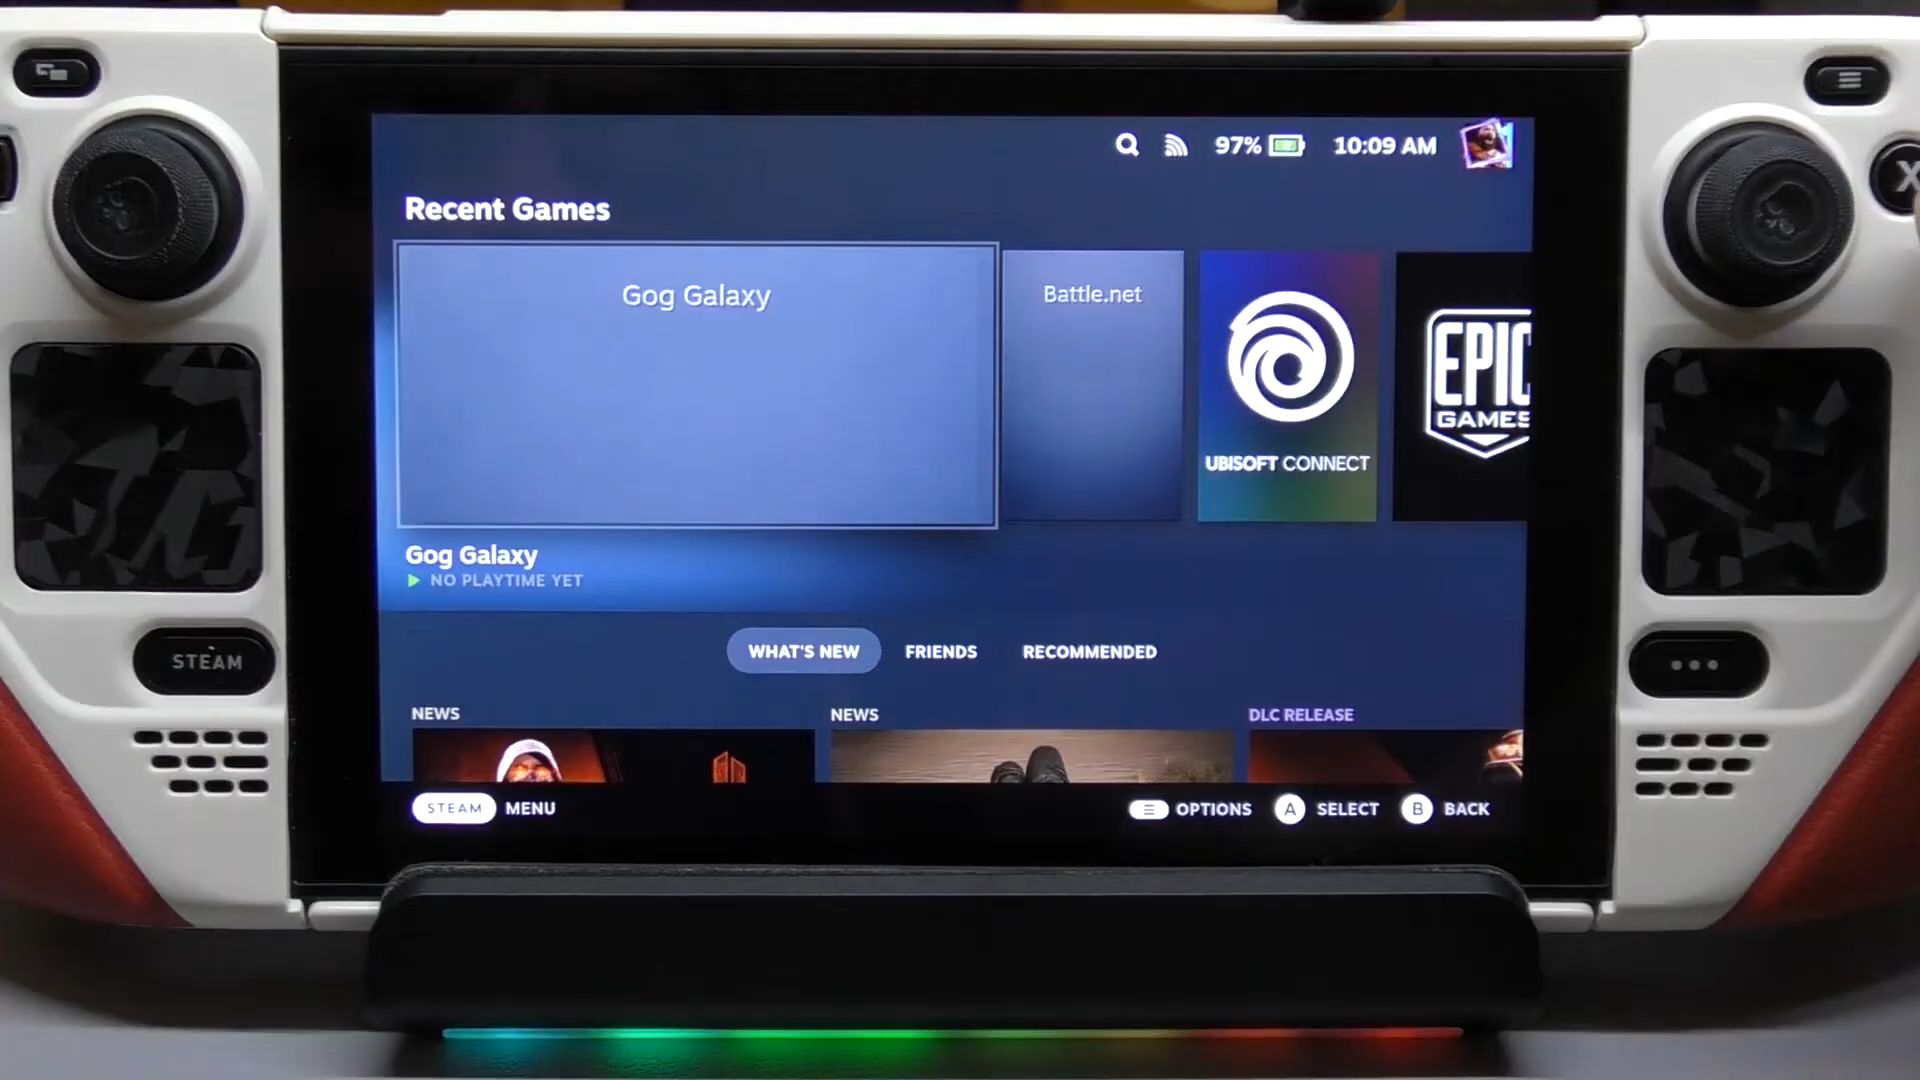 97% 10:09 AM
Recent Games
X
Gog Galaxy
Battle.net
EPIC
GAMES
UBISOFT CONNECT
Gog Galaxy
NO PLAYTIME YET
STEAM
WHAT'S NEW FRIENDS RECOMMENDED
NEWS
NEWS
DLC RELEASE
STEAM MENU
OPTIONS A SELECT B BACK